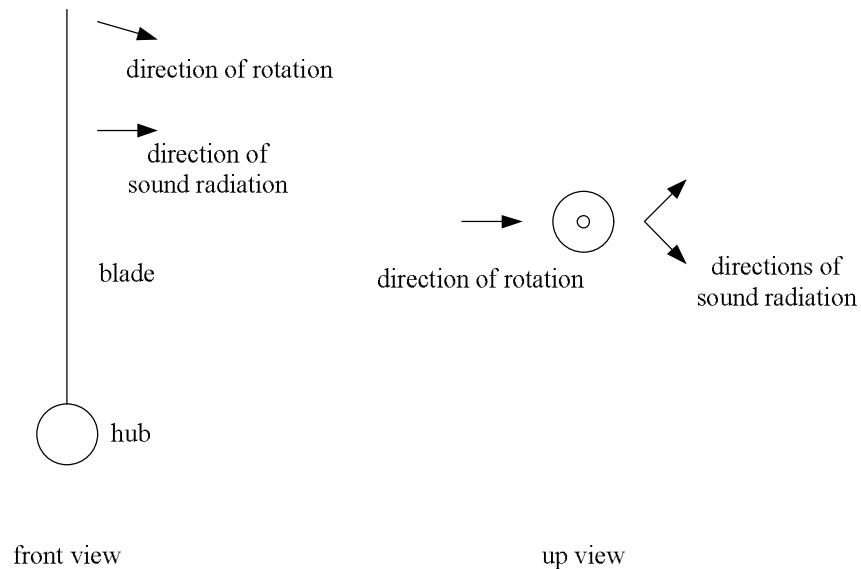 direction of rotation
direction of
sound radiation
blade
hub
front view
direction of rotation
directions of
sound radiation
up view